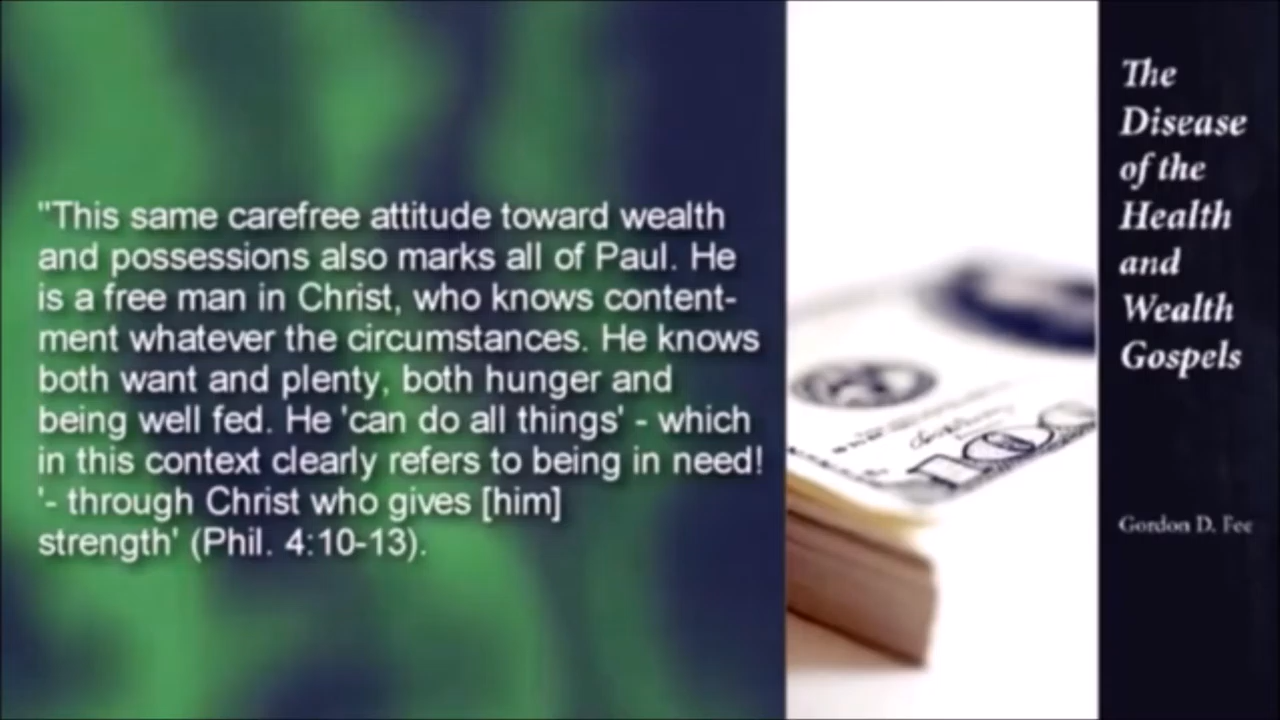 "This same carefree attitude toward wealth
and possessions also marks all of Paul. He
is a free man in Christ, who knows content-
ment whatever the circumstances. He knows
both want and plenty, both hunger and
being well fed. He 'can do all things' - which
in this context clearly refers to being in need!
'- through Christ who gives [him]
strength' (Phil. 4:10-13).
100
The
Disease
of the
Health
and
Wealth
Gospels
Gordon D. Fee